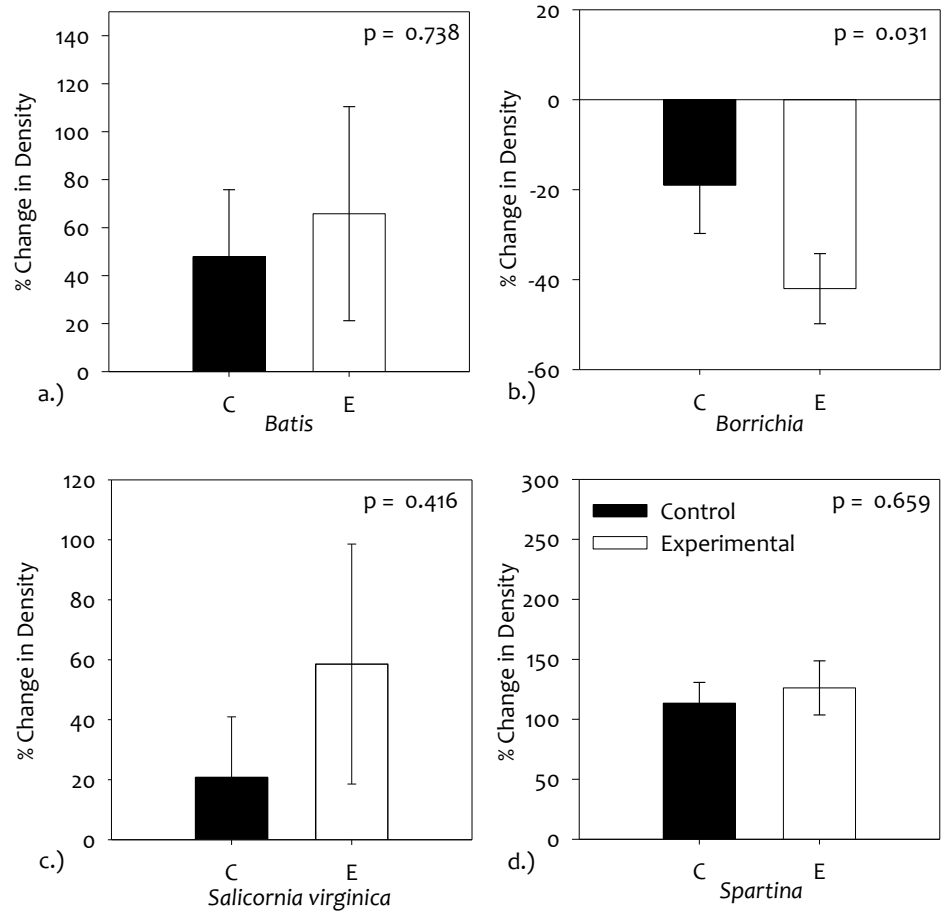 p = 0.738
140
120
100
80
60
40
20
0
% Change in Density
a.)
C E
Batis
p = 0.031
20
0
-20
-40
-60
% Change in Density
b.)
C E
Borrichia
p = 0.416
120
100
80
60
40
20
0
% Change in Density
c.)
C E
Salicornia virginica
p = 0.659
300
250
200
150
100
50
0
% Change in Density
Control
Experimental
d.)
C E
Spartina